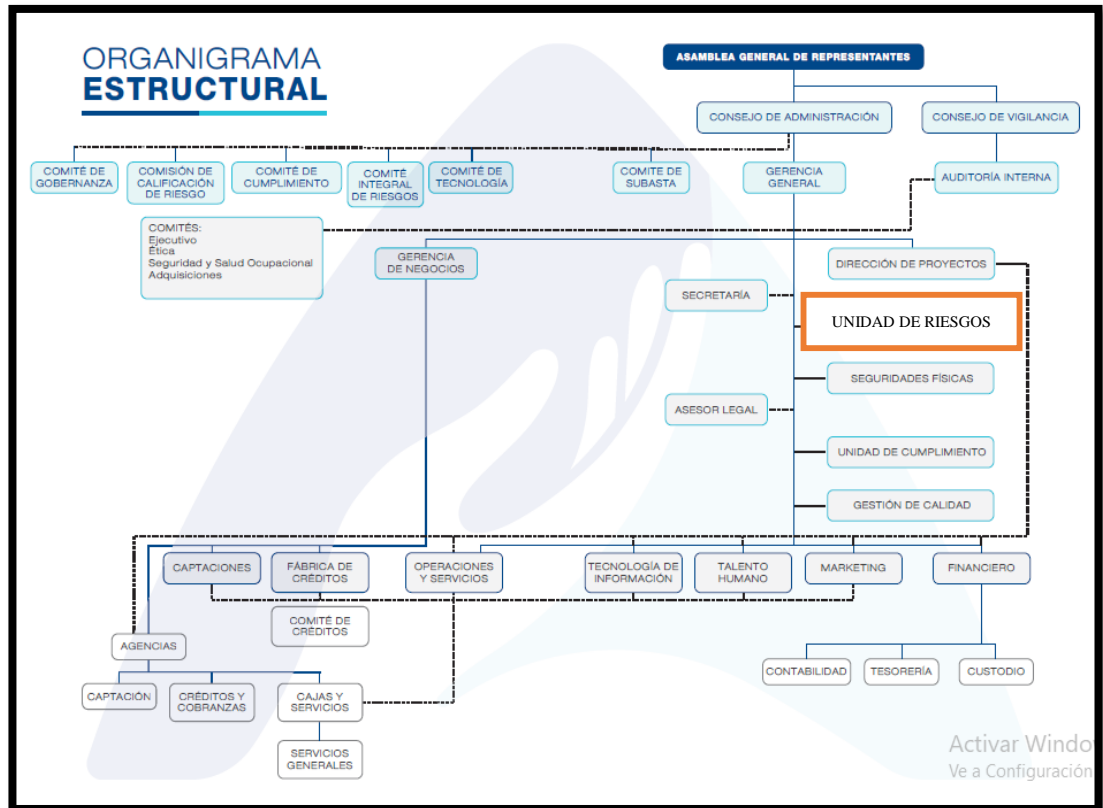 ORGANIGRAMA
ESTRUCTURAL
ASAMBLEA GENERAL DE REPRESENTANTES
CONSEJO DE ADMINISTRACIÓN
CONSEJO DE VIGILANCIA
COMITÉ DE
GOBERNANZA
COMISIÓN DE
CALIFICACIÓN
DE RIESGO
COMITÉ DE
CUMPLIMIENTO
COMITÉ
INTEGRAL
DE RIESGOS
COMITÉ DE
TECNOLOGÍA
COMITE DE
SUBASTA
GERENCIA
GENERAL
AUDITORÍA INTERNA
COMITÉS:
Ejecutivo
Ética
Seguridad y Salud Ocupacional
Adquisiciones
GERENCIA
DE NEGOCIOS
DIRECCIÓN DE PROYECTOS
SECRETARÍA
UNIDAD DE RIESGOS
SEGURIDADES FÍSICAS
ASESOR LEGAL
UNIDAD DE CUMPLIMIENTO
GESTIÓN DE CALIDAD
CAPTACIONES
FÁBRICA DE
CRÉDITOS
OPERACIONES
Y SERVICIOS
TECNOLOGÍA DE
INFORMACIÓN
TALENTO
HUMANO
MARKETING
FINANCIERO
COMITÉ DE
CRÉDITOS
AGENCIAS
CONTABILIDAD
TESORERÍA
CUSTODIO
CAPTACIÓN
CRÉDITOS Y
COBRANZAS
CAJAS Y
SERVICIOS
SERVICIOS
GENERALES
Activar Windo
Ve a Configuración